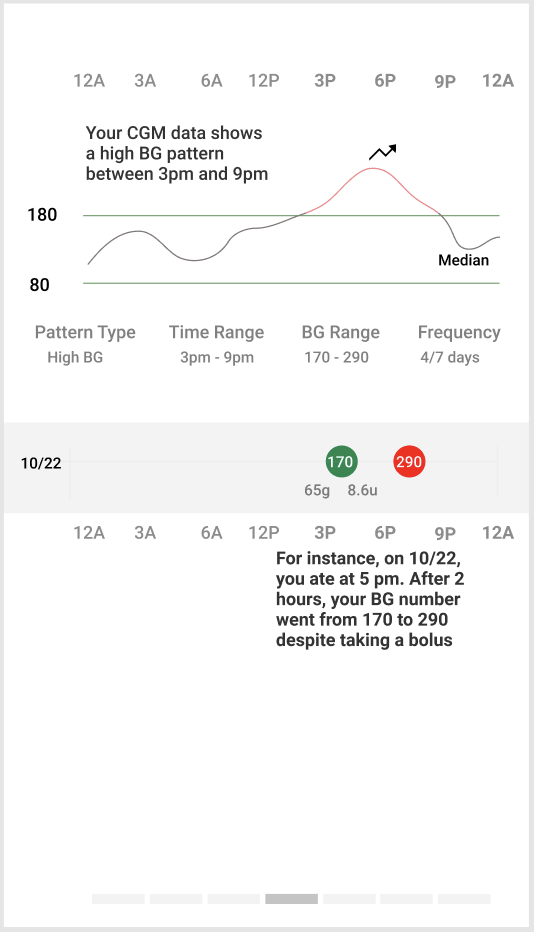 12A 3A 6A 12P 3P 6P 9P 12A
Your CGM data shows
a high BG pattern
between 3pm and 9pm
180
Median
80
Pattern Type Time Range BG Range Frequency
High BG 3pm - 9pm 170 - 290 4/7 days
10/22 170 290
65g 8.6u
12A 3A 6A 12P 3P 6P 9P 12A
For instance, on 10/22,
you ate at 5 pm. After 2
hours, your BG number
went from 170 to 290
despite taking a bolus